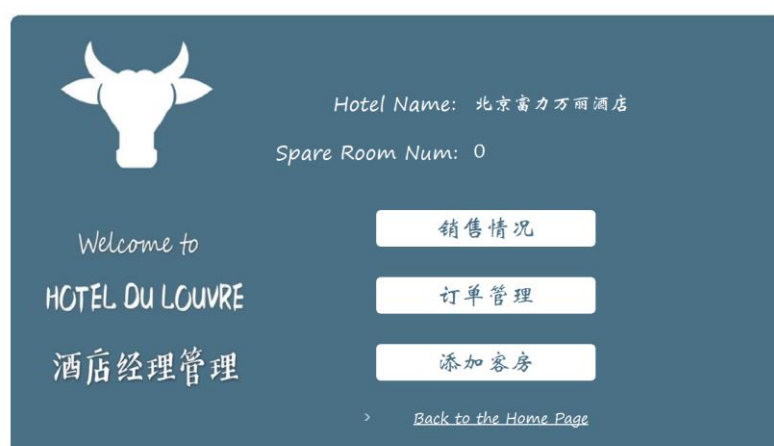 Hotel Name: 北京富力万丽酒店
Spare Room Num: 0
Welcome to
HOTEL DU LOUVRE
酒店经理管理
销售情况
订单管理
添加客房
> Back to the Home Page